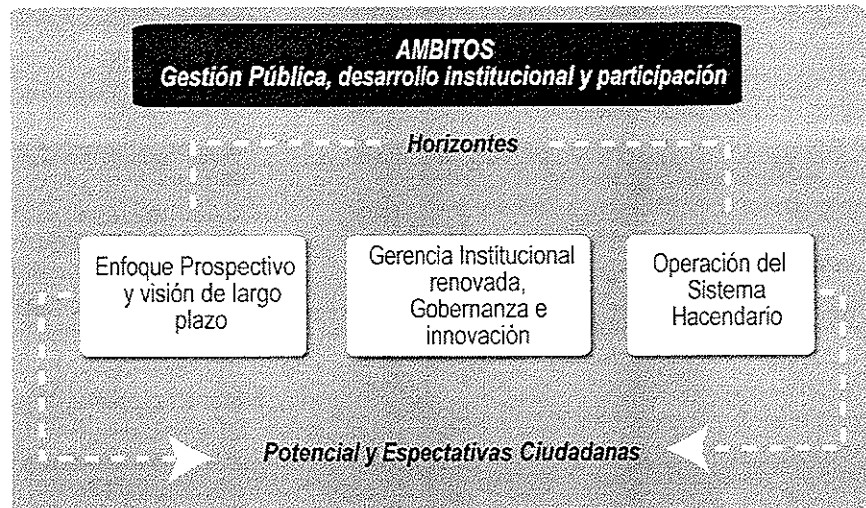 AMBITOS
Gestión Pública, desarrollo institucional y participación
Horizontes
Enfoque Prospectivo
y visión de largo
plazo
Gerencia Institucional
renovada,
Gobernanza e
innovación
Operación del
Sistema
Hacendario
Potencial y Espectativas Ciudadanas